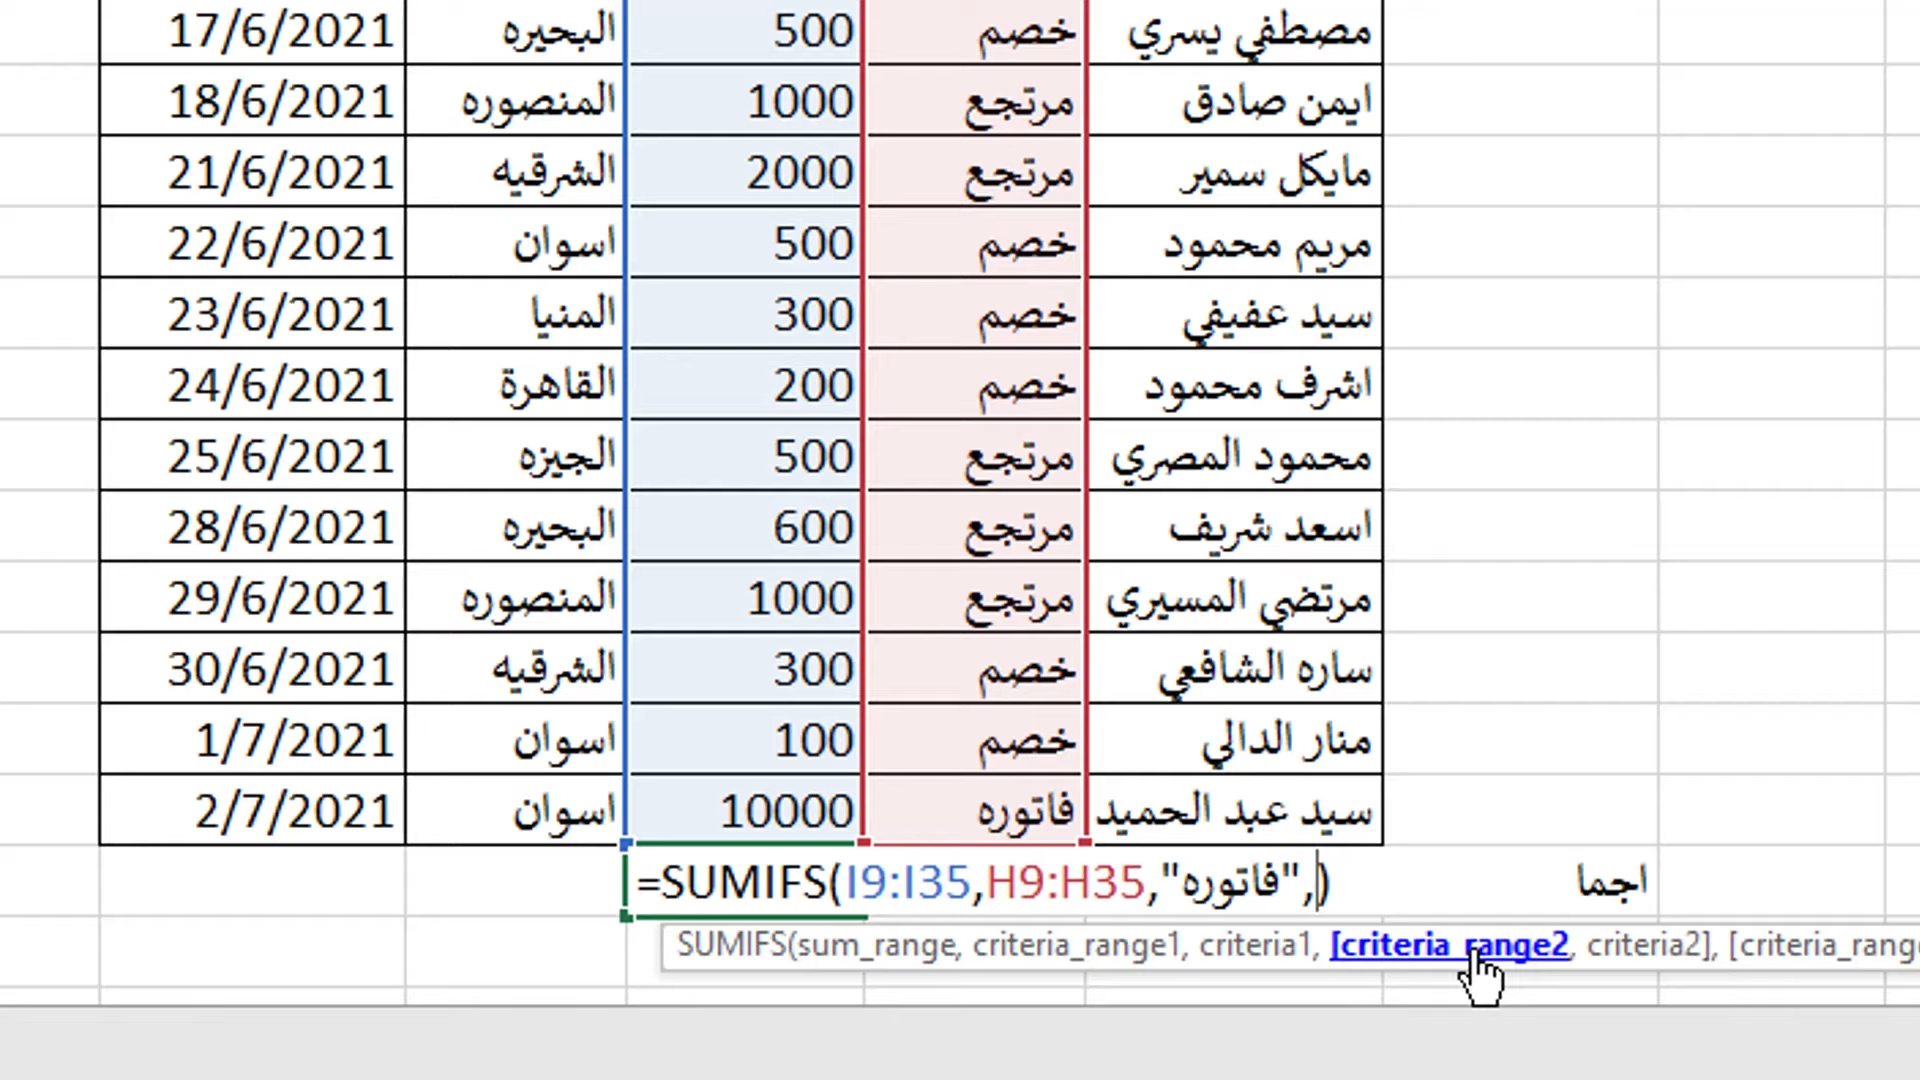 مصطفي يسري خصم 500 البحيره 17/6/2021
ايمن صادق مرتجع 1000 المنصوره 18/6/2021
مايكل سمير مرتجع 2000 الشرقيه 21/6/2021
مريم محمود خصم 500 اسوان 22/6/2021
سيد عفيفي خصم 300 المنيا 23/6/2021
اشرف محمود خصم 200 القاهرة 24/6/2021
محمود المصري مرتجع 500 الجيزه 25/6/2021
اسعد شريف مرتجع 600 البحيره 28/6/2021
مرتضي المسيري مرتجع 1000 المنصوره 29/6/2021
ساره الشافعي خصم 300 الشرقيه 30/6/2021
منار الدالي خصم 100 اسوان 1/7/2021
سيد عبد الحميد فاتوره 10000 اسوان 2/7/2021
اجما =SUMIFS(I9:I35,H9:H35,"فاتوره",)
SUMIFS(sum_range, criteria_range1, criteria1, [criteria_range2, criteria2], [criteria_range